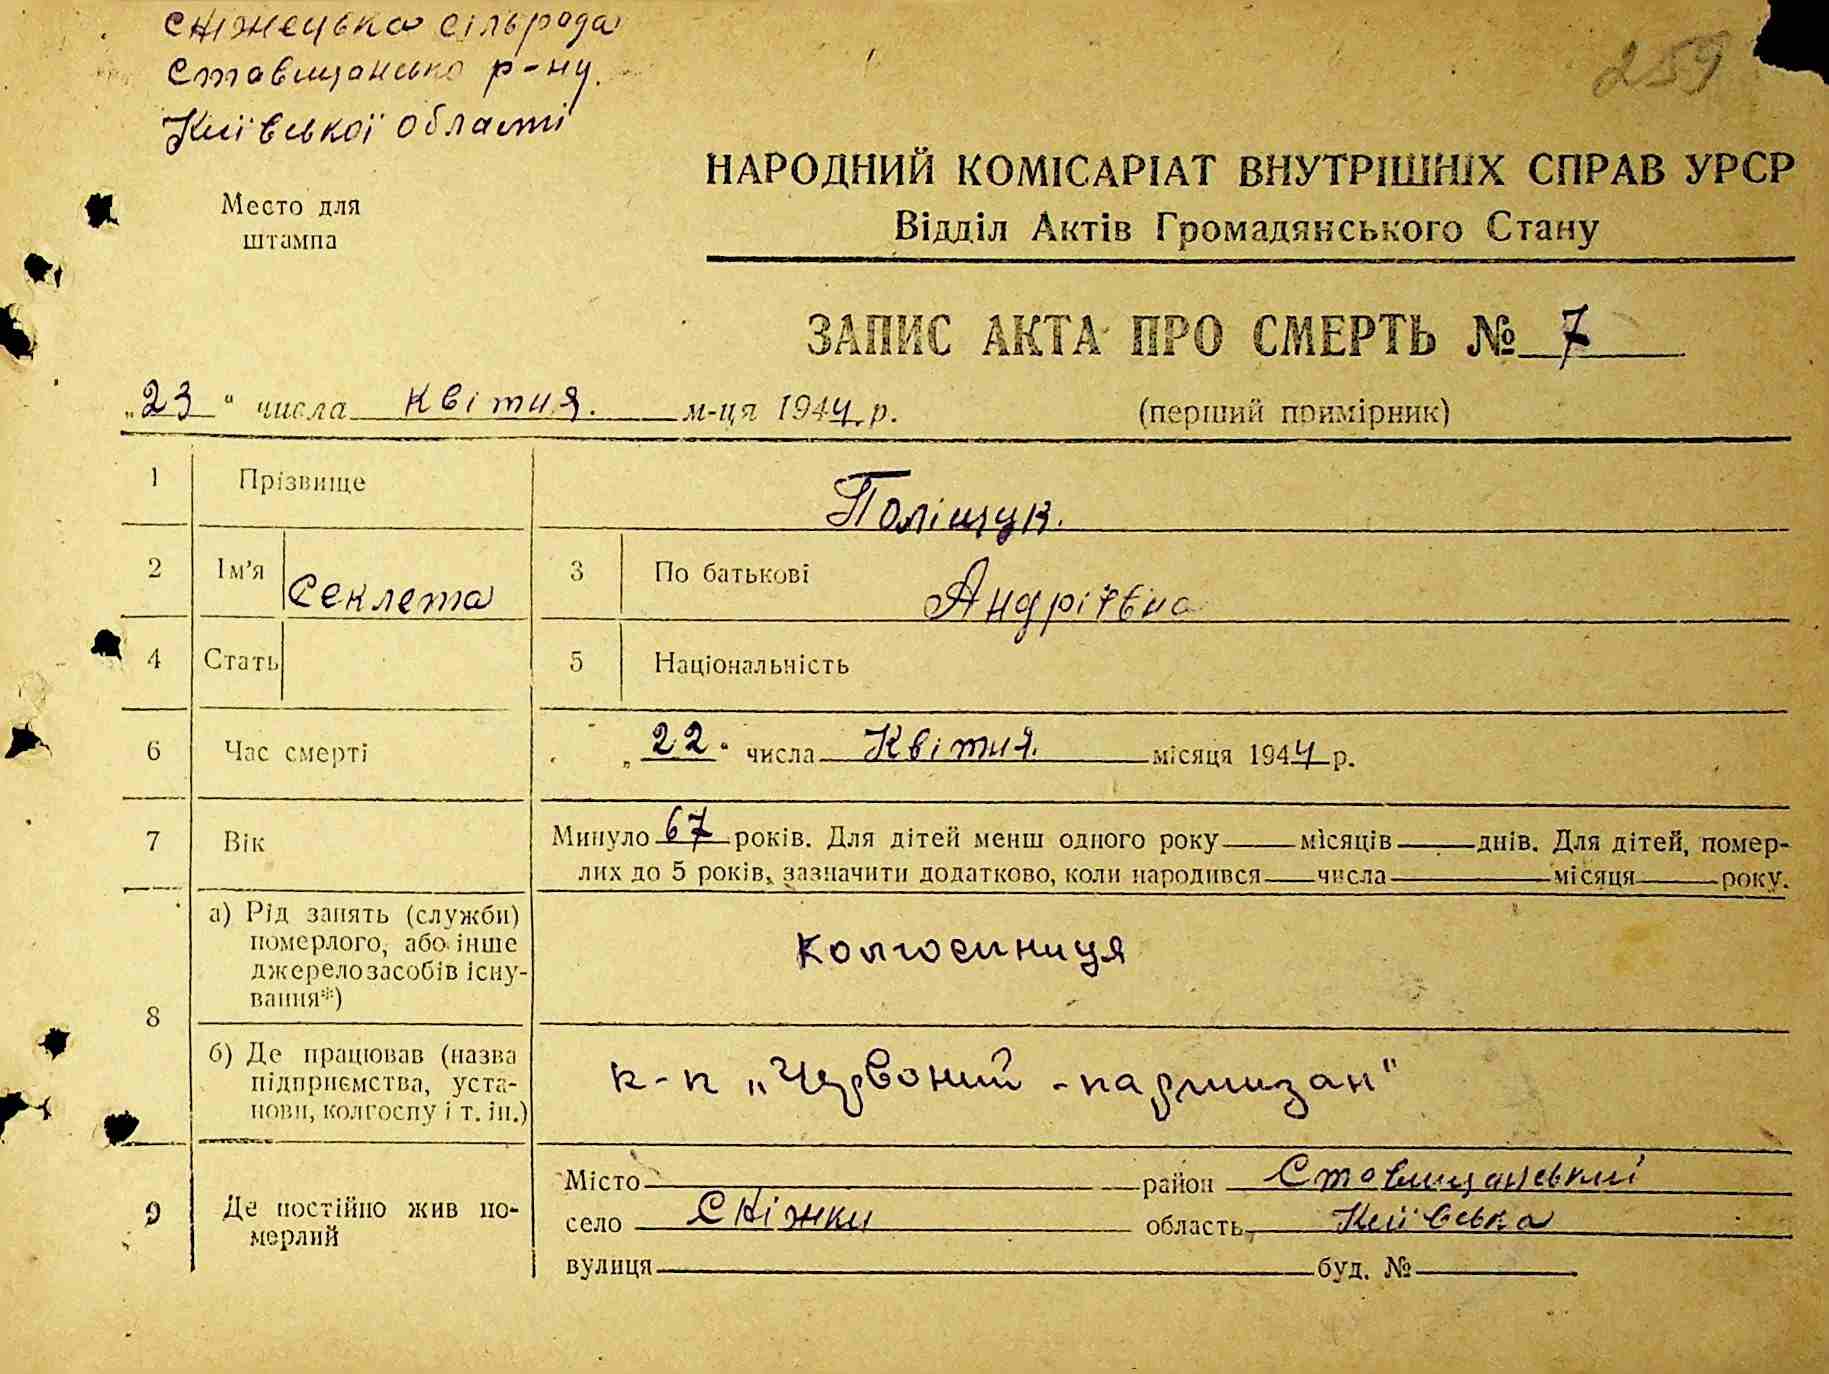 Сніжецька сільрада
Ставищансько р-ну.
Київської області
259
Место для
штампа
НАРОДНИЙ КОМІСАРІАТ ВНУТРІШНІХ СПРАВ УРСР
Відділ Актів Громадянського Стану
ЗАПИС АКТА ПРО СМЕРТЬ № 7
„23“ числа квітня. м-ця 1944 р.
(перший примірник)
1 Прізвище Поліщук.
2 Ім'я Секлета 3 По батькові Андріївна
4 Стать 5 Національність
6 Час смерті „22“ числа Квітня. місяця 1944 р.
7 Вік Минуло 67 років. Для дітей менш одного року місяців днів. Для дітей, помер-
лих до 5 років, зазначити додатково, коли народився числа місяця року.
8 а) Рід занять (служби)
померлого, або інше
джерело засобів існу-
вання*)
колгоспниця
б) Де працював (назва
підприємства, уста-
нови, колгоспу і т. ін.)
к-п „Червоний -партизан"
9 Де постійно жив по-
мерлий
Місто район Ставищанський
село Сніжки область Київська
вулиця буд. №